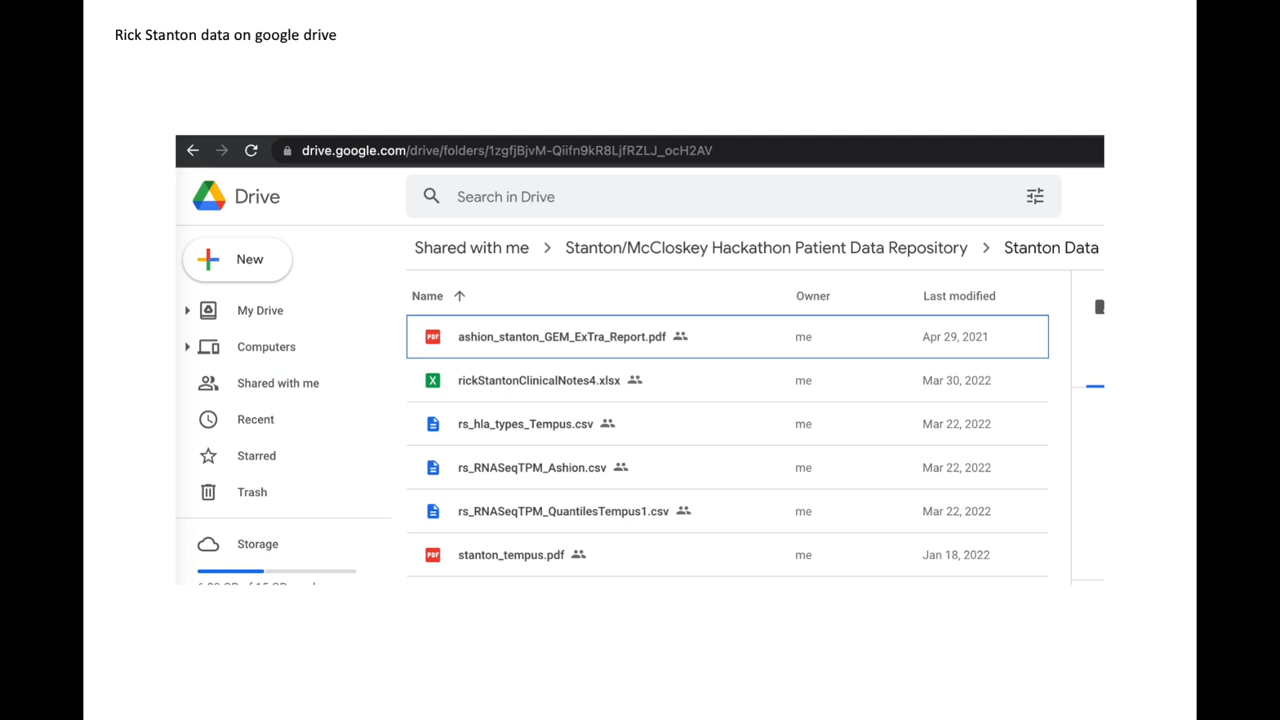 Rick Stanton data on google drive
drive.google.com/drive/folders/1zgfjBjvM-Qiifn9kR8LjfRZLJ_ocH2AV
Drive
Search in Drive
New
Shared with me > Stanton/McCloskey Hackathon Patient Data Repository > Stanton Data
Name Owner Last modified
My Drive
Computers
Shared with me
Recent
Starred
Trash
Storage
PDF ashion_stanton_GEM_ExTra_Report.pdf me Apr 29, 2021
X rickStantonClinicalNotes4.xlsx me Mar 30, 2022
rs_hla_types_Tempus.csv me Mar 22, 2022
rs_RNASeqTPM_Ashion.csv me Mar 22, 2022
rs_RNASeqTPM_QuantilesTempus1.csv me Mar 22, 2022
PDF stanton_tempus.pdf me Jan 18, 2022